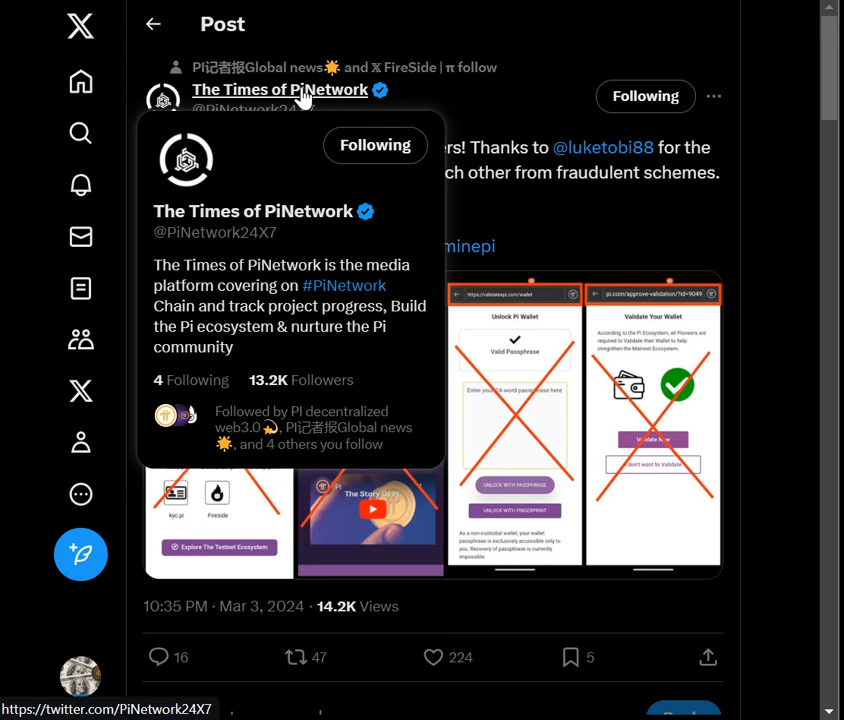 Post
PI记者报Global news🌟 and 𝕏 FireSide | π follow
The Times of PiNetwork
Following
@PiNetwork24X7
ers! Thanks to @luketobi88 for the
ch other from fraudulent schemes.
minepi
Following
The Times of PiNetwork
@PiNetwork24X7
The Times of PiNetwork is the media
platform covering on #PiNetwork
Chain and track project progress, Build
the Pi ecosystem & nurture the Pi
community
4 Following 13.2K Followers
Followed by PI decentralized
web3.0💫, PI记者报Global news
🌟, and 4 others you follow
kyc.pi
Fireside
Explore The Testnet Ecosystem
Pi
The Story Of Pi
https://validatespi.com/wallet
Unlock Pi Wallet
Valid Passphrase
Enter your 24-word passphrase here
UNLOCK WITH PASSPHRASE
UNLOCK WITH FINGERPRINT
As a non-custodial wallet, your wallet
passphrase is exclusively accessible only to
you. Recovery of passphrase is currently
impossible.
pi.com/approve-validation/?id=9049
Validate Your Wallet
According to the Pi Ecosystem, all Pioneers are
required to Validate their Wallet to help
stregnthen the Mainnet Ecosystem.
Validate Now
I don't want to Validate
10:35 PM · Mar 3, 2024 · 14.2K Views
16
47
224
5
https://twitter.com/PiNetwork24X7